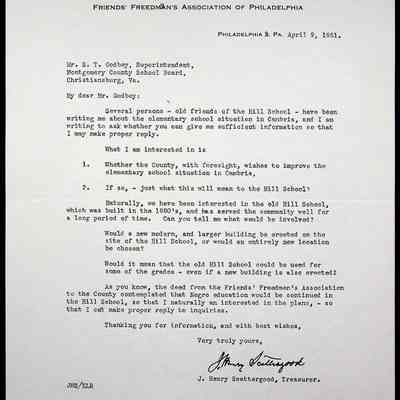 FRIENDS' FREEDMAN'S ASSOCIATION OF PHILADELPHIA
PHILADELPHIA 3, PA. April 9, 1951.
Mr. S. T. Godbey, Superintendent,
Montgomery County School Board,
Christiansburg, Va.
My dear Mr. Godbey:
Several persons - old friends of the Hill School - have been
writing me about the elementary school situation in Cambria, and I am
writing to ask whether you can give me sufficient information so that
I may make proper reply.
What I am interested in is
1. Whether the County, with foresight, wishes to improve the
elementary school situation in Cambria,
2. If so, - just what this will mean to the Hill School?
Naturally, we have been interested in the old Hill School,
which was built in the 1880's, and has served the community well for
a long period of time. Can you tell me what would be involved?
Would a new modern, and larger building be erected on the
site of the Hill School, or would an entirely new location
be chosen?
Would it mean that the old Hill School could be used for
some of the grades - even if a new building is also erected?
As you know, the deed from the Friends' Freedmen's Association
to the County contemplated that Negro education would be continued in
the Hill School, so that I naturally am interested in the plans, - so
that I can make proper reply to inquiries.
Thanking you for information, and with best wishes,
Very truly yours,
J. Henry Scattergood
J. Henry Scattergood, Treasurer.
JHS/ELR